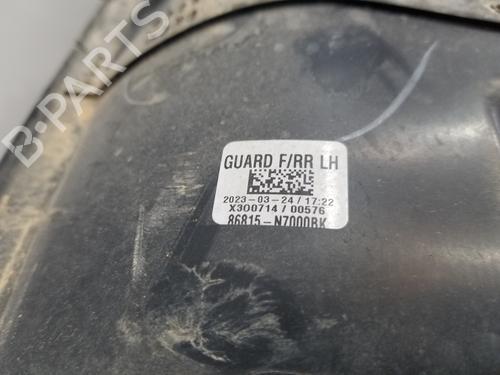 GUARD F/RR LH
2023-03-24 / 17:22
X300714 / 00576
86815-N7000BK
B-PARTS